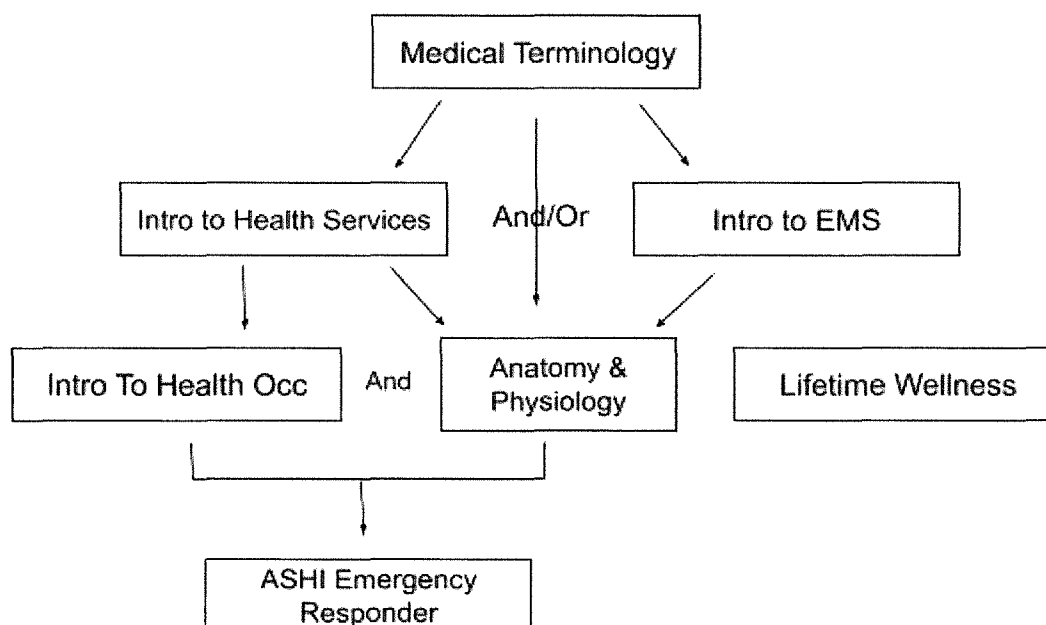 Medical Terminology
Intro to Health Services
And/Or
Intro to EMS
Intro To Health Occ
And
Anatomy &
Physiology
Lifetime Wellness
ASHI Emergency
Responder